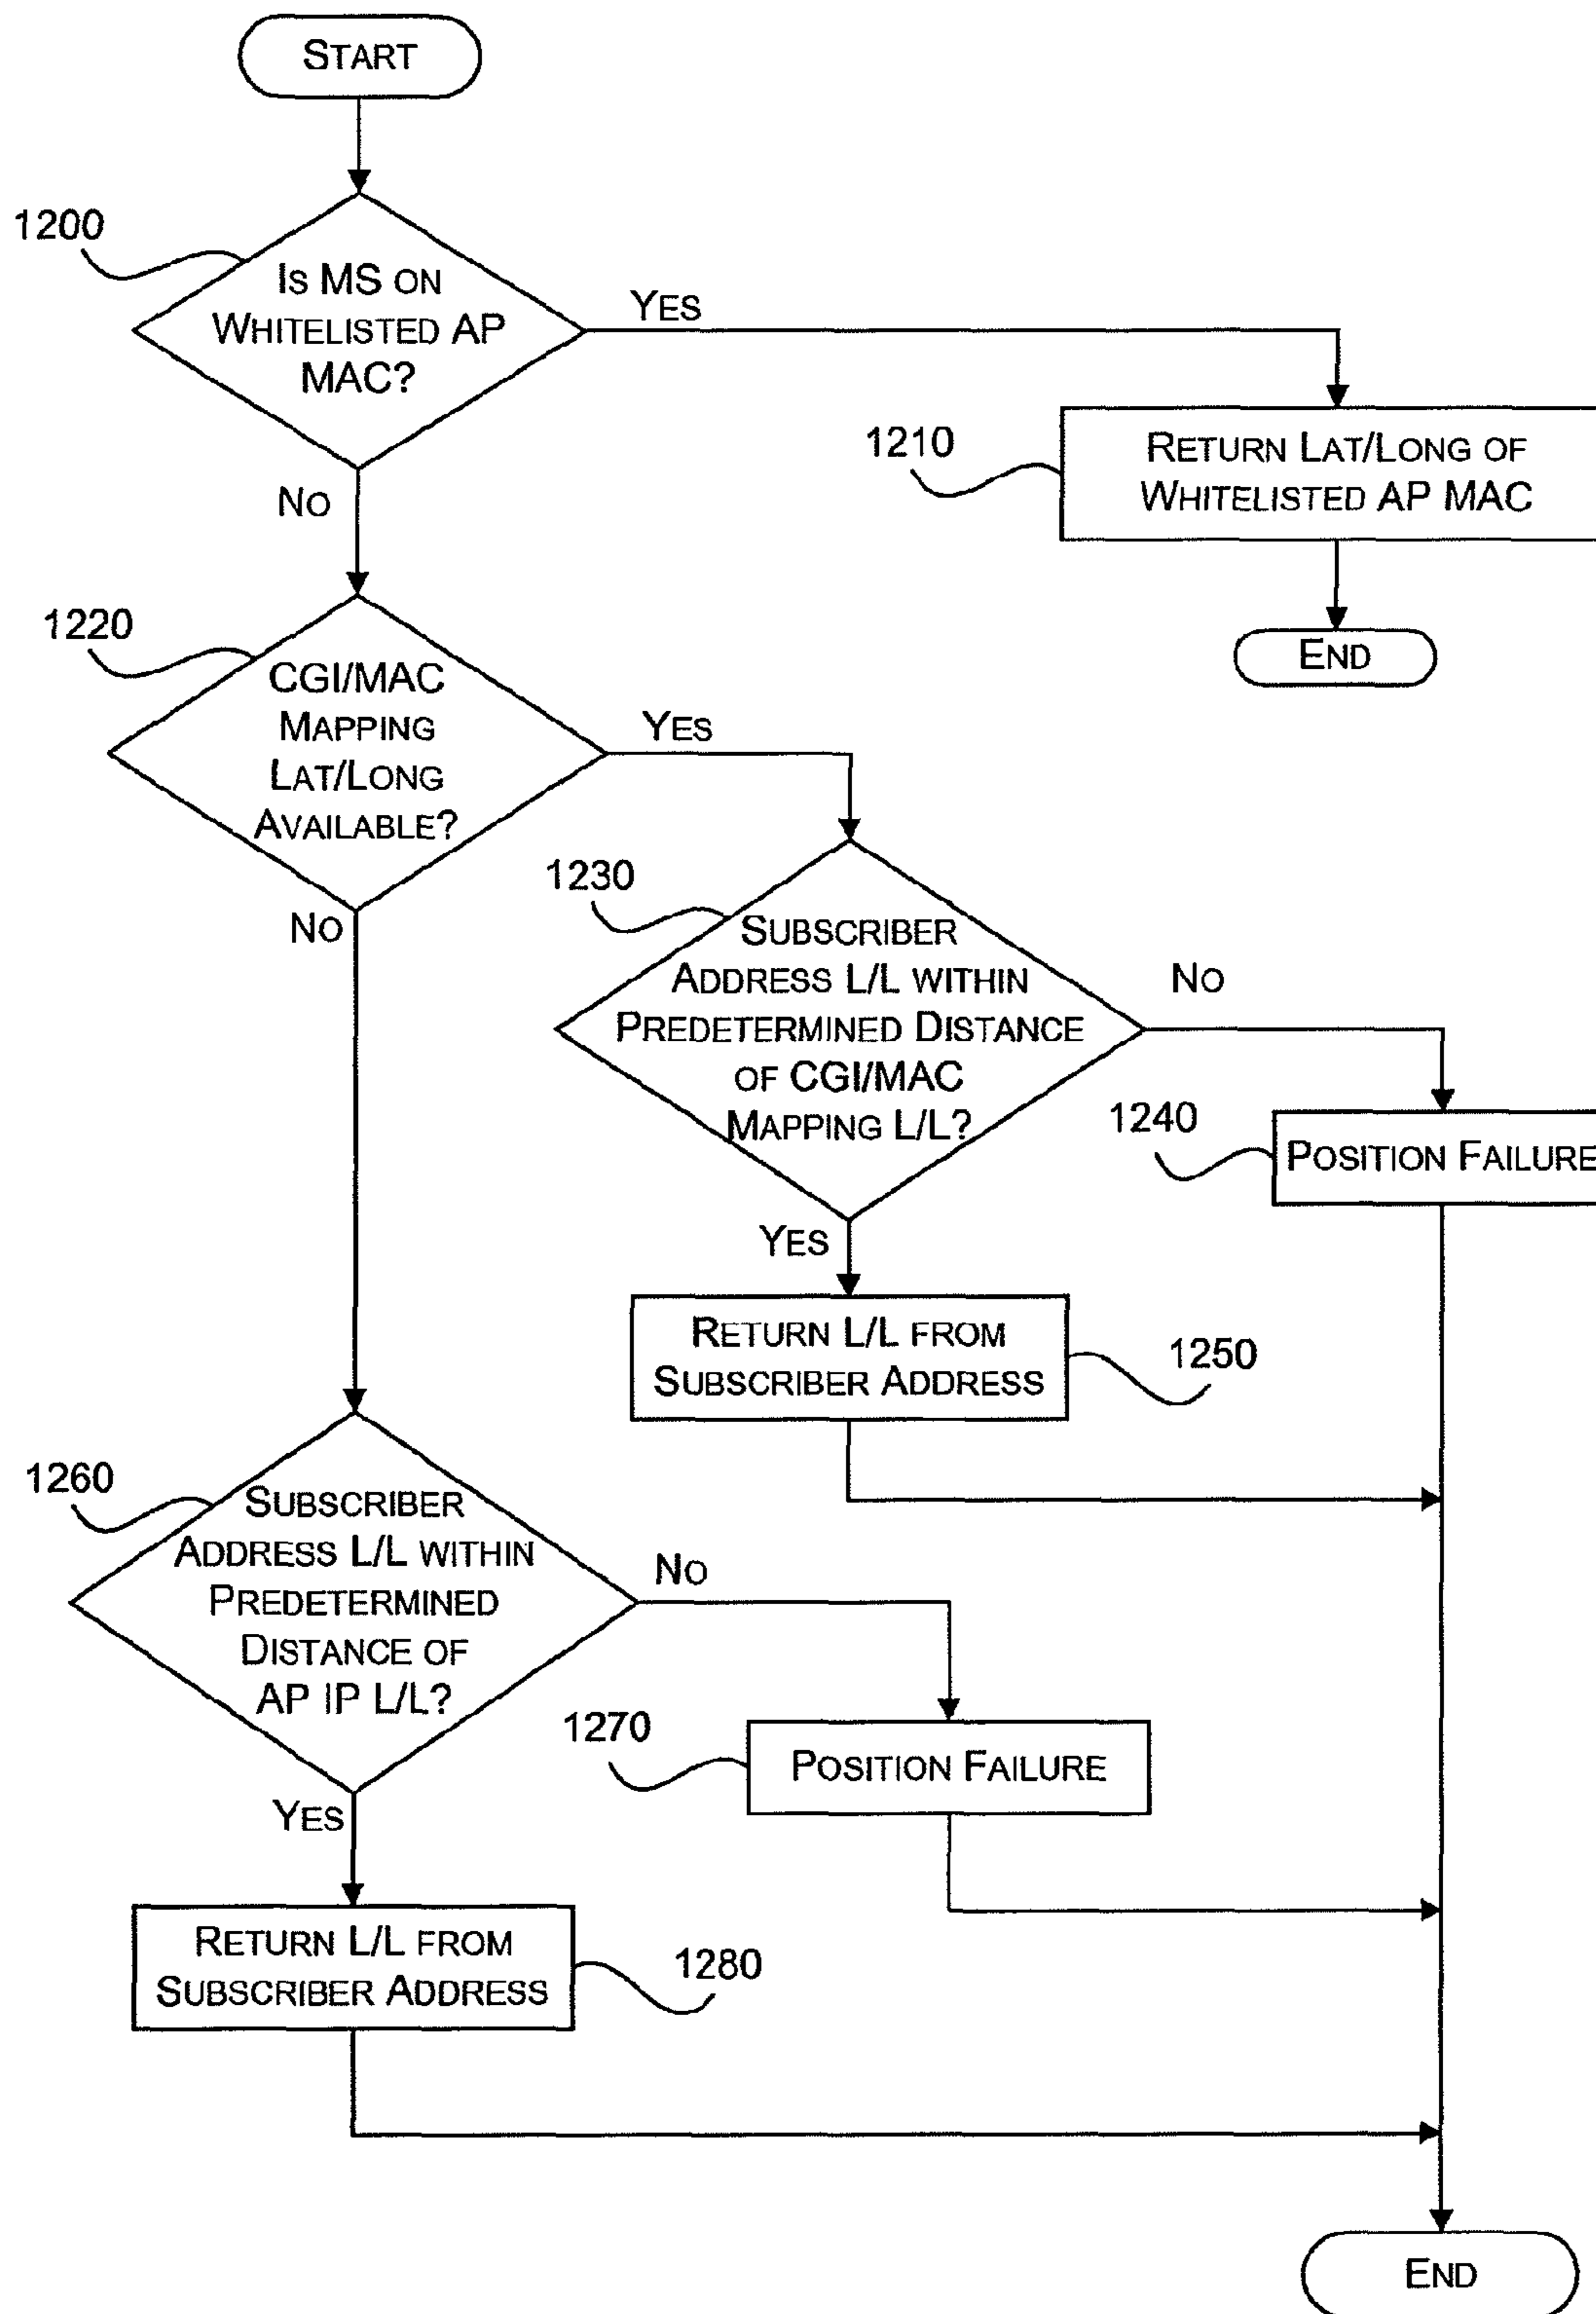 START
1200
IS MS ON
WHITELISTED AP
MAC?
YES
NO
1210
RETURN LAT/LONG OF
WHITELISTED AP MAC
END
1220
CGI/MAC
MAPPING
LAT/LONG
AVAILABLE?
YES
NO
1230
SUBSCRIBER
ADDRESS L/L WITHIN
PREDETERMINED DISTANCE
OF CGI/MAC
MAPPING L/L?
NO
YES
1240
POSITION FAILURE
RETURN L/L FROM
SUBSCRIBER ADDRESS
1250
1260
SUBSCRIBER
ADDRESS L/L WITHIN
PREDETERMINED
DISTANCE OF
AP IP L/L?
NO
YES
1270
POSITION FAILURE
RETURN L/L FROM
SUBSCRIBER ADDRESS
1280
END